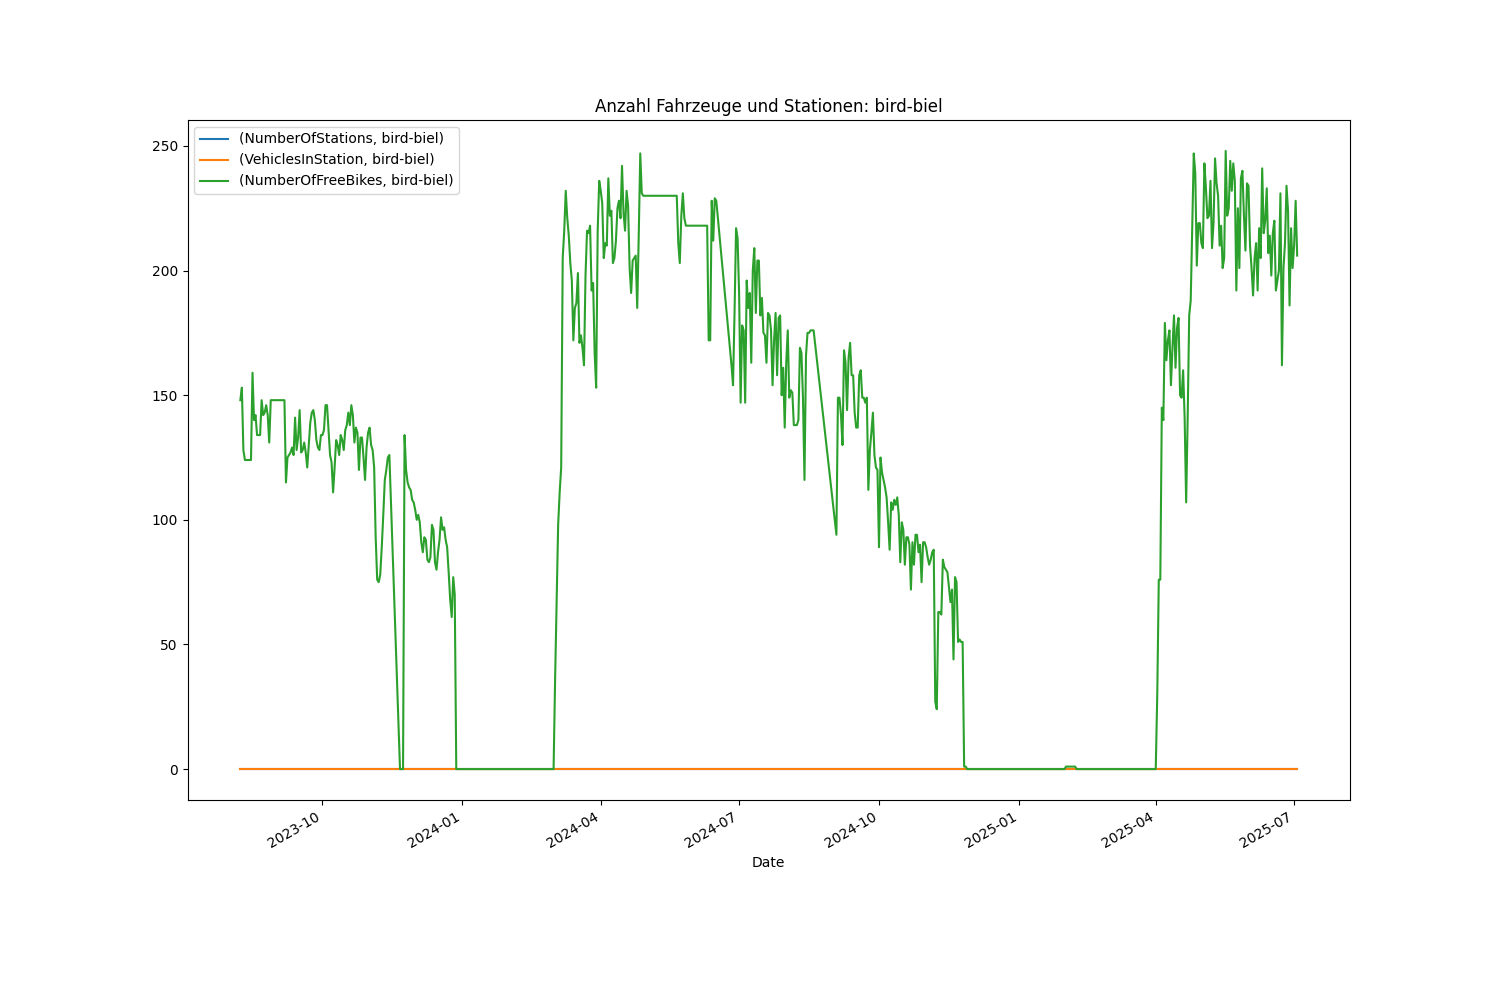 Anzahl Fahrzeuge und Stationen: bird-biel
(NumberOfStations, bird-biel)
(VehiclesInStation, bird-biel)
(NumberOfFreeBikes, bird-biel)
250
200
150
100
50
0
2023-10
2024-01
2024-04
2024-07
2024-10
2025-01
2025-04
2025-07
Date